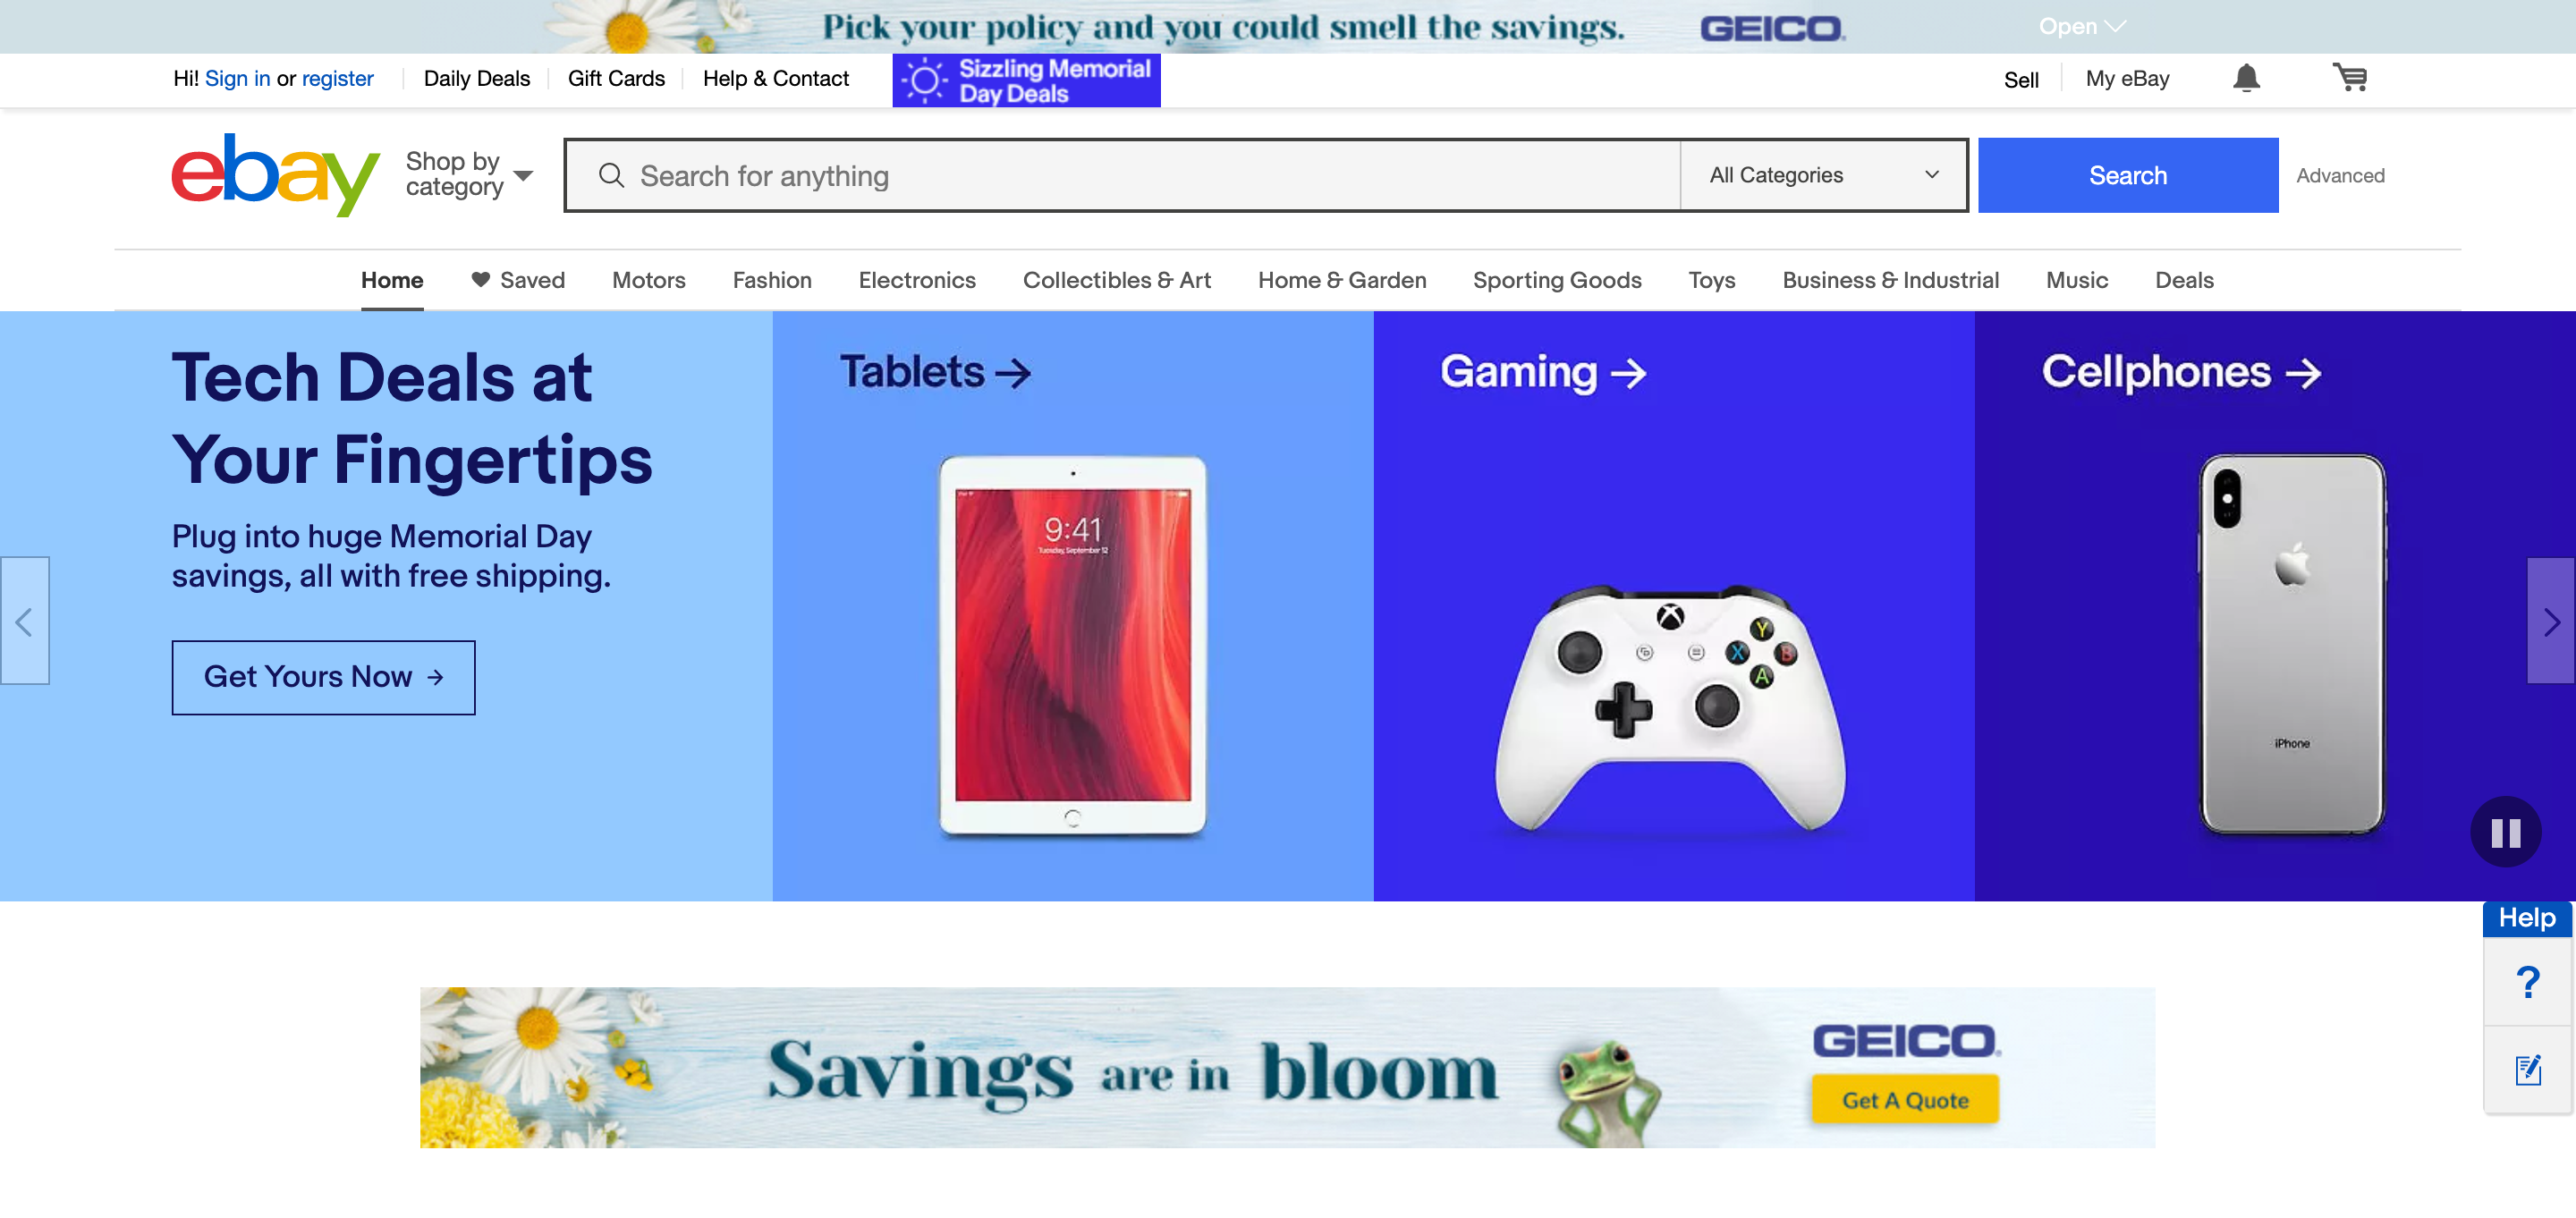 Pick your policy and you could smell the savings. GEICO. Open
Hi! Sign in or register Daily Deals Gift Cards Help & Contact
Sizzling Memorial
Day Deals
Sell My eBay
ebay
Shop by
category
Search for anything
All Categories
Search
Advanced
Home Saved Motors Fashion Electronics Collectibles & Art Home & Garden Sporting Goods Toys Business & Industrial Music Deals
Tech Deals at
Your Fingertips
Plug into huge Memorial Day
savings, all with free shipping.
Get Yours Now →
Tablets →
9:41
Tuesday, September 12
Gaming →
Y
X
B
A
Cellphones →
iPhone
Help
?
Savings are in bloom
GEICO.
Get A Quote